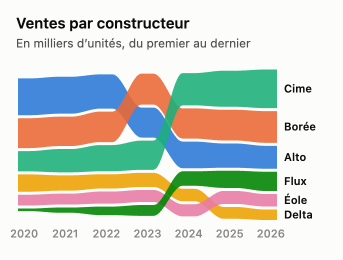 Ventes par constructeur
En milliers d’unités, du premier au dernier
Cime
Borée
Alto
Flux
Éole
Delta
2020 2021 2022 2023 2024 2025 2026